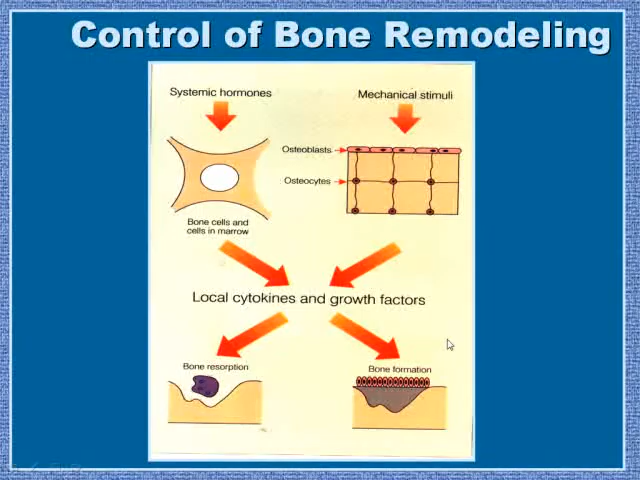 Control of Bone Remodeling
Systemic hormones
Mechanical stimuli
Osteoblasts
Osteocytes
Bone cells and
cells in marrow
Local cytokines and growth factors
Bone resorption
Bone formation